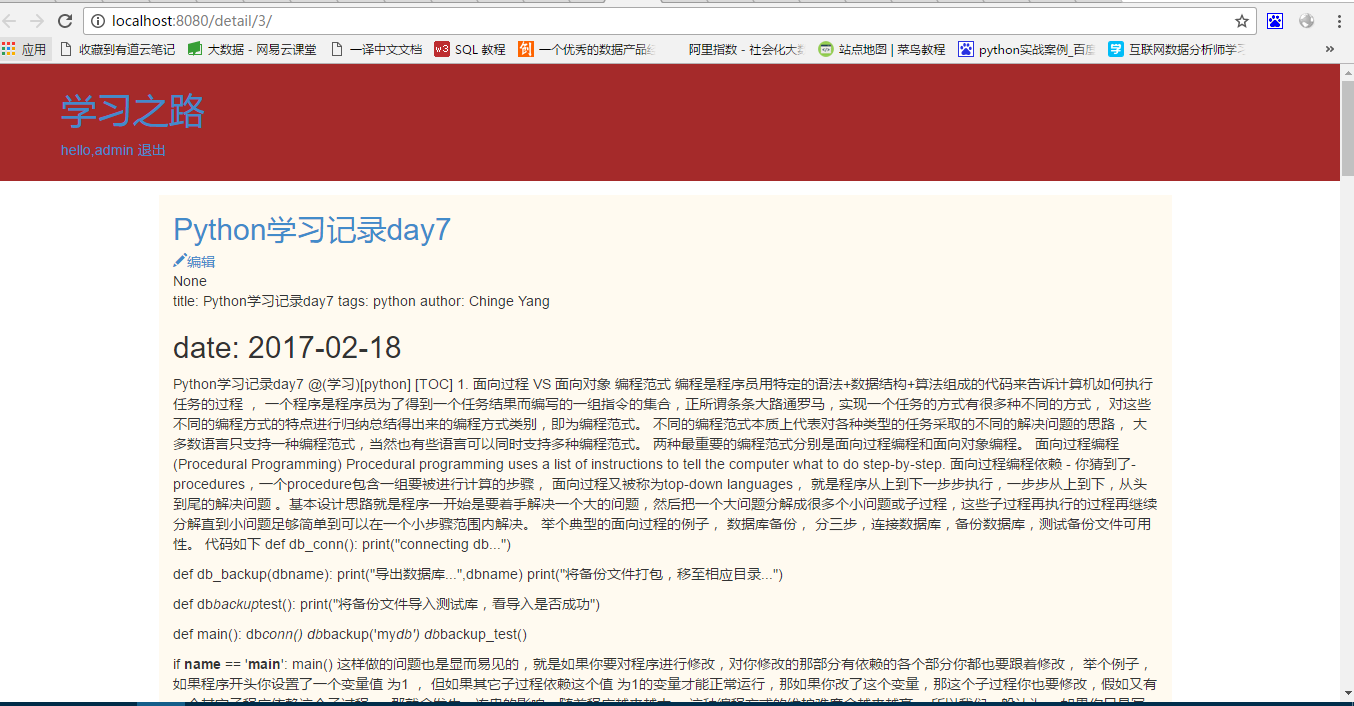 localhost:8080/detail/3/
应用 收藏到有道云笔记 大数据 - 网易云课堂 一译中文文档 w3 SQL 教程 创 一个优秀的数据产品经 阿里指数 - 社会化大数 站点地图 | 菜鸟教程 python实战案例_百度 学 互联网数据分析师学习 »
学习之路
hello,admin 退出
Python学习记录day7
编辑
None
title: Python学习记录day7 tags: python author: Chinge Yang
date: 2017-02-18
Python学习记录day7 @(学习)[python] [TOC] 1. 面向过程 VS 面向对象 编程范式 编程是程序员用特定的语法+数据结构+算法组成的代码来告诉计算机如何执行
任务的过程 ， 一个程序是程序员为了得到一个任务结果而编写的一组指令的集合，正所谓条条大路通罗马，实现一个任务的方式有很多种不同的方式， 对这些
不同的编程方式的特点进行归纳总结得出来的编程方式类别，即为编程范式。 不同的编程范式本质上代表对各种类型的任务采取的不同的解决问题的思路， 大
多数语言只支持一种编程范式，当然也有些语言可以同时支持多种编程范式。 两种最重要的编程范式分别是面向过程编程和面向对象编程。 面向过程编程
(Procedural Programming) Procedural programming uses a list of instructions to tell the computer what to do step-by-step. 面向过程编程依赖 - 你猜到了-
procedures，一个procedure包含一组要被进行计算的步骤， 面向过程又被称为top-down languages， 就是程序从上到下一步步执行，一步步从上到下，从头
到尾的解决问题 。基本设计思路就是程序一开始是要着手解决一个大的问题，然后把一个大问题分解成很多个小问题或子过程，这些子过程再执行的过程再继续
分解直到小问题足够简单到可以在一个小步骤范围内解决。 举个典型的面向过程的例子， 数据库备份， 分三步，连接数据库，备份数据库，测试备份文件可用
性。 代码如下 def db_conn(): print("connecting db...")
def db_backup(dbname): print("导出数据库...",dbname) print("将备份文件打包，移至相应目录...")
def dbbackuptest(): print("将备份文件导入测试库，看导入是否成功")
def main(): dbconn() dbbackup('mydb') dbbackup_test()
if name == 'main': main() 这样做的问题也是显而易见的，就是如果你要对程序进行修改，对你修改的那部分有依赖的各个部分你都也要跟着修改， 举个例子，
如果程序开头你设置了一个变量值 为1 ， 但如果其它子过程依赖这个值 为1的变量才能正常运行，那如果你改了这个变量，那这个子过程你也要修改，假如又有